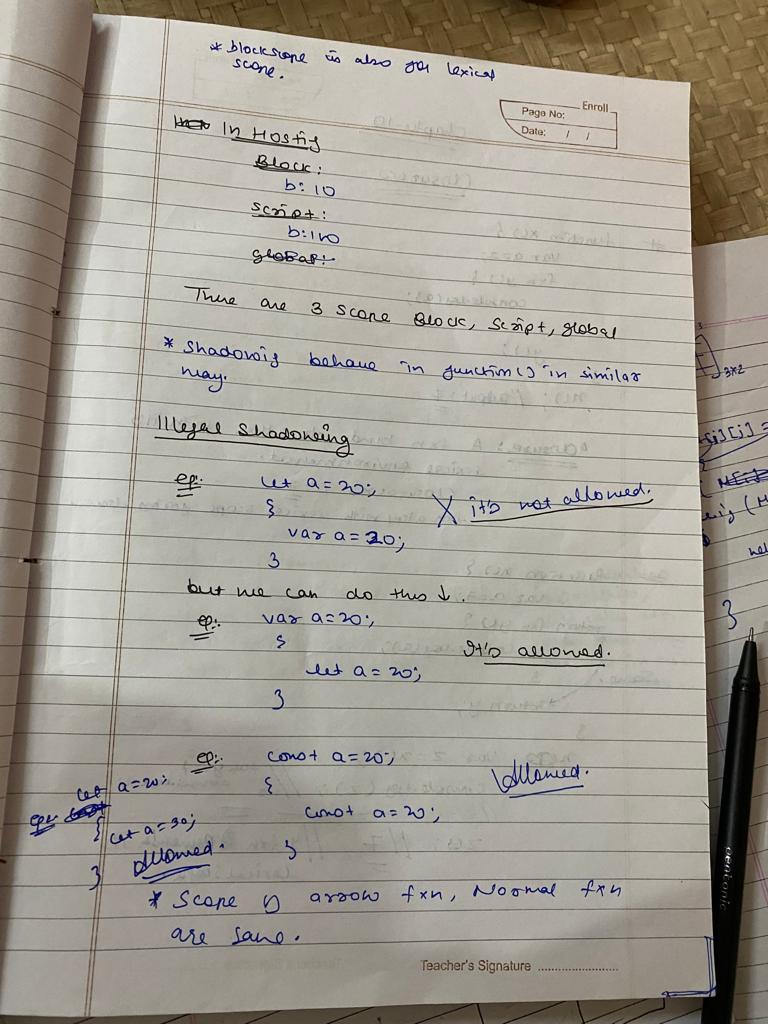 * blockscope is also for lexical
scope.
Enroll
Page No:
Date: / /
In Hostig
Block:
b: 10
script:
b:100
global:
There are 3 scope Block, Script, global
* Shadowig behave in function() in similar
way.
Illegal Shadowing
eg:. let a = 20;
{
var a = 20;
}
X it's not allowed.
but we can do this ↓.
eg:. var a = 20;
{
let a = 20;
}
It's allowed.
eg:. const a = 20;
{
const a = 20;
}
Allowed.
let a = 20;
eg:
{ let a = 30;
} Allowed.
* Scope of arrow fxn, Normal fxn
are same.
Teacher's Signature ........................
3x2
[j] =
}
pentonic